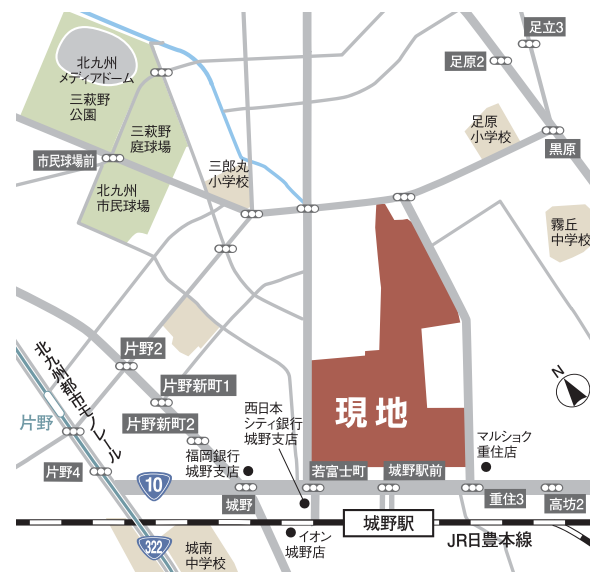 足立3
足原2
北九州
メディアドーム
三萩野
公園
三萩野
庭球場
足原
小学校
黒原
市民球場前
三郎丸
小学校
北九州
市民球場
霧丘
中学校
片野2
北九州都市モノレール
片野新町1
N
片野
現地
西日本
シティ銀行
城野支店
片野新町2
マルショク
重住店
福岡銀行
城野支店
片野4
若富士町
城野駅前
10
城野
重住3
高坊2
城野駅
JR日豊本線
322
イオン
城野店
城南
中学校